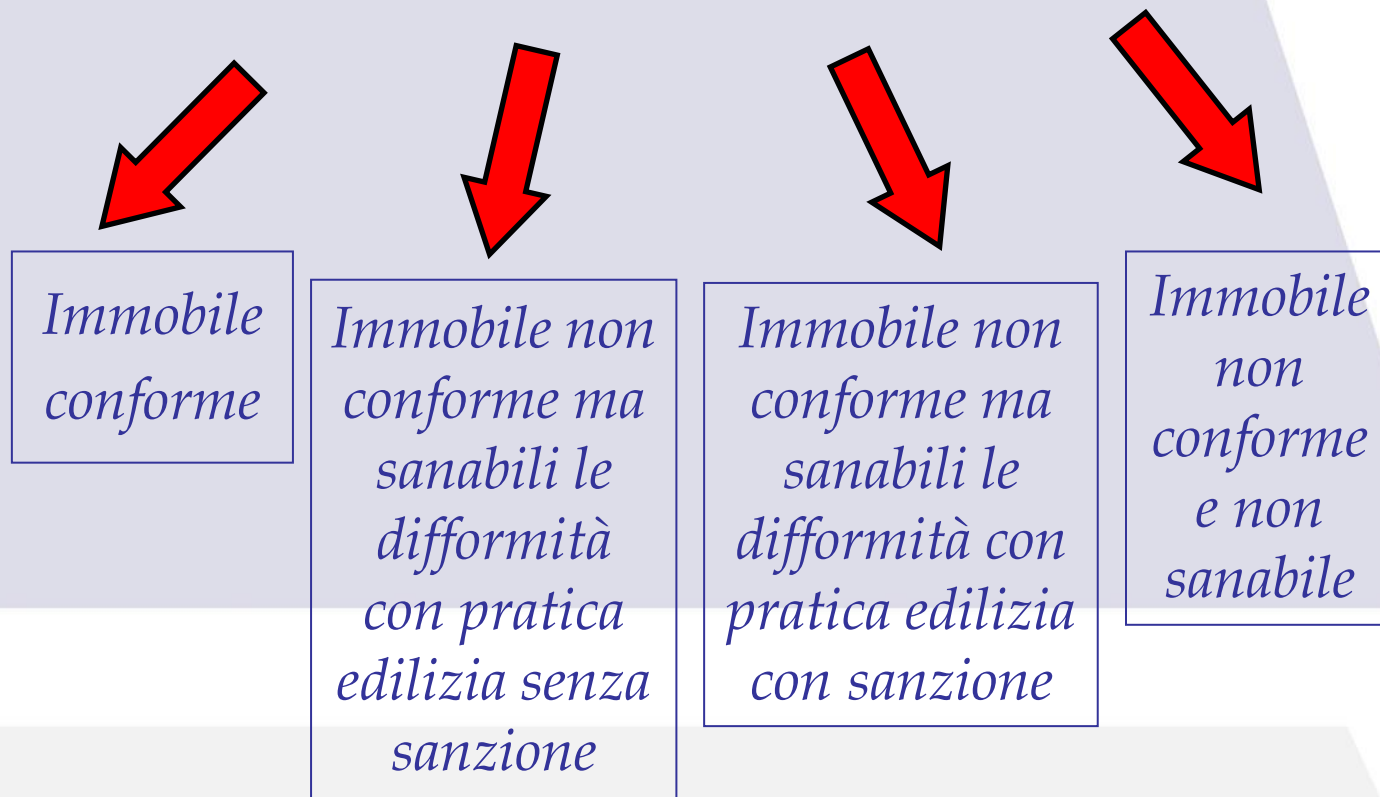 Immobile
conforme
Immobile non
conforme ma
sanabili le
difformità
con pratica
edilizia senza
sanzione
Immobile non
conforme ma
sanabili le
difformità con
pratica edilizia
con sanzione
Immobile
non
conforme
e non
sanabile